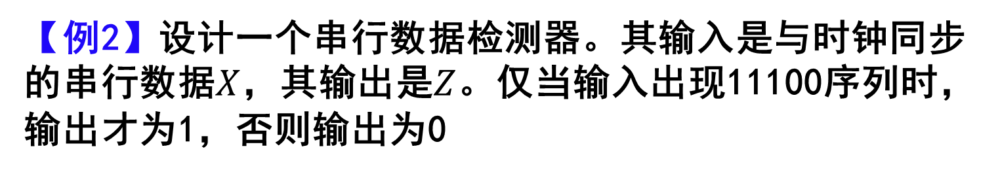 【例2】设计一个串行数据检测器。其输入是与时钟同步
的串行数据X，其输出是Z。仅当输入出现11100序列时，
输出才为1，否则输出为0